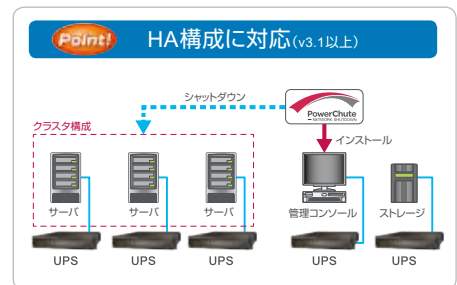 Point! HA構成に対応(v3.1以上)
シャットダウン
PowerChute
NETWORK SHUTDOWN
クラスタ構成
インストール
サーバ サーバ サーバ 管理コンソール ストレージ
UPS UPS UPS UPS UPS